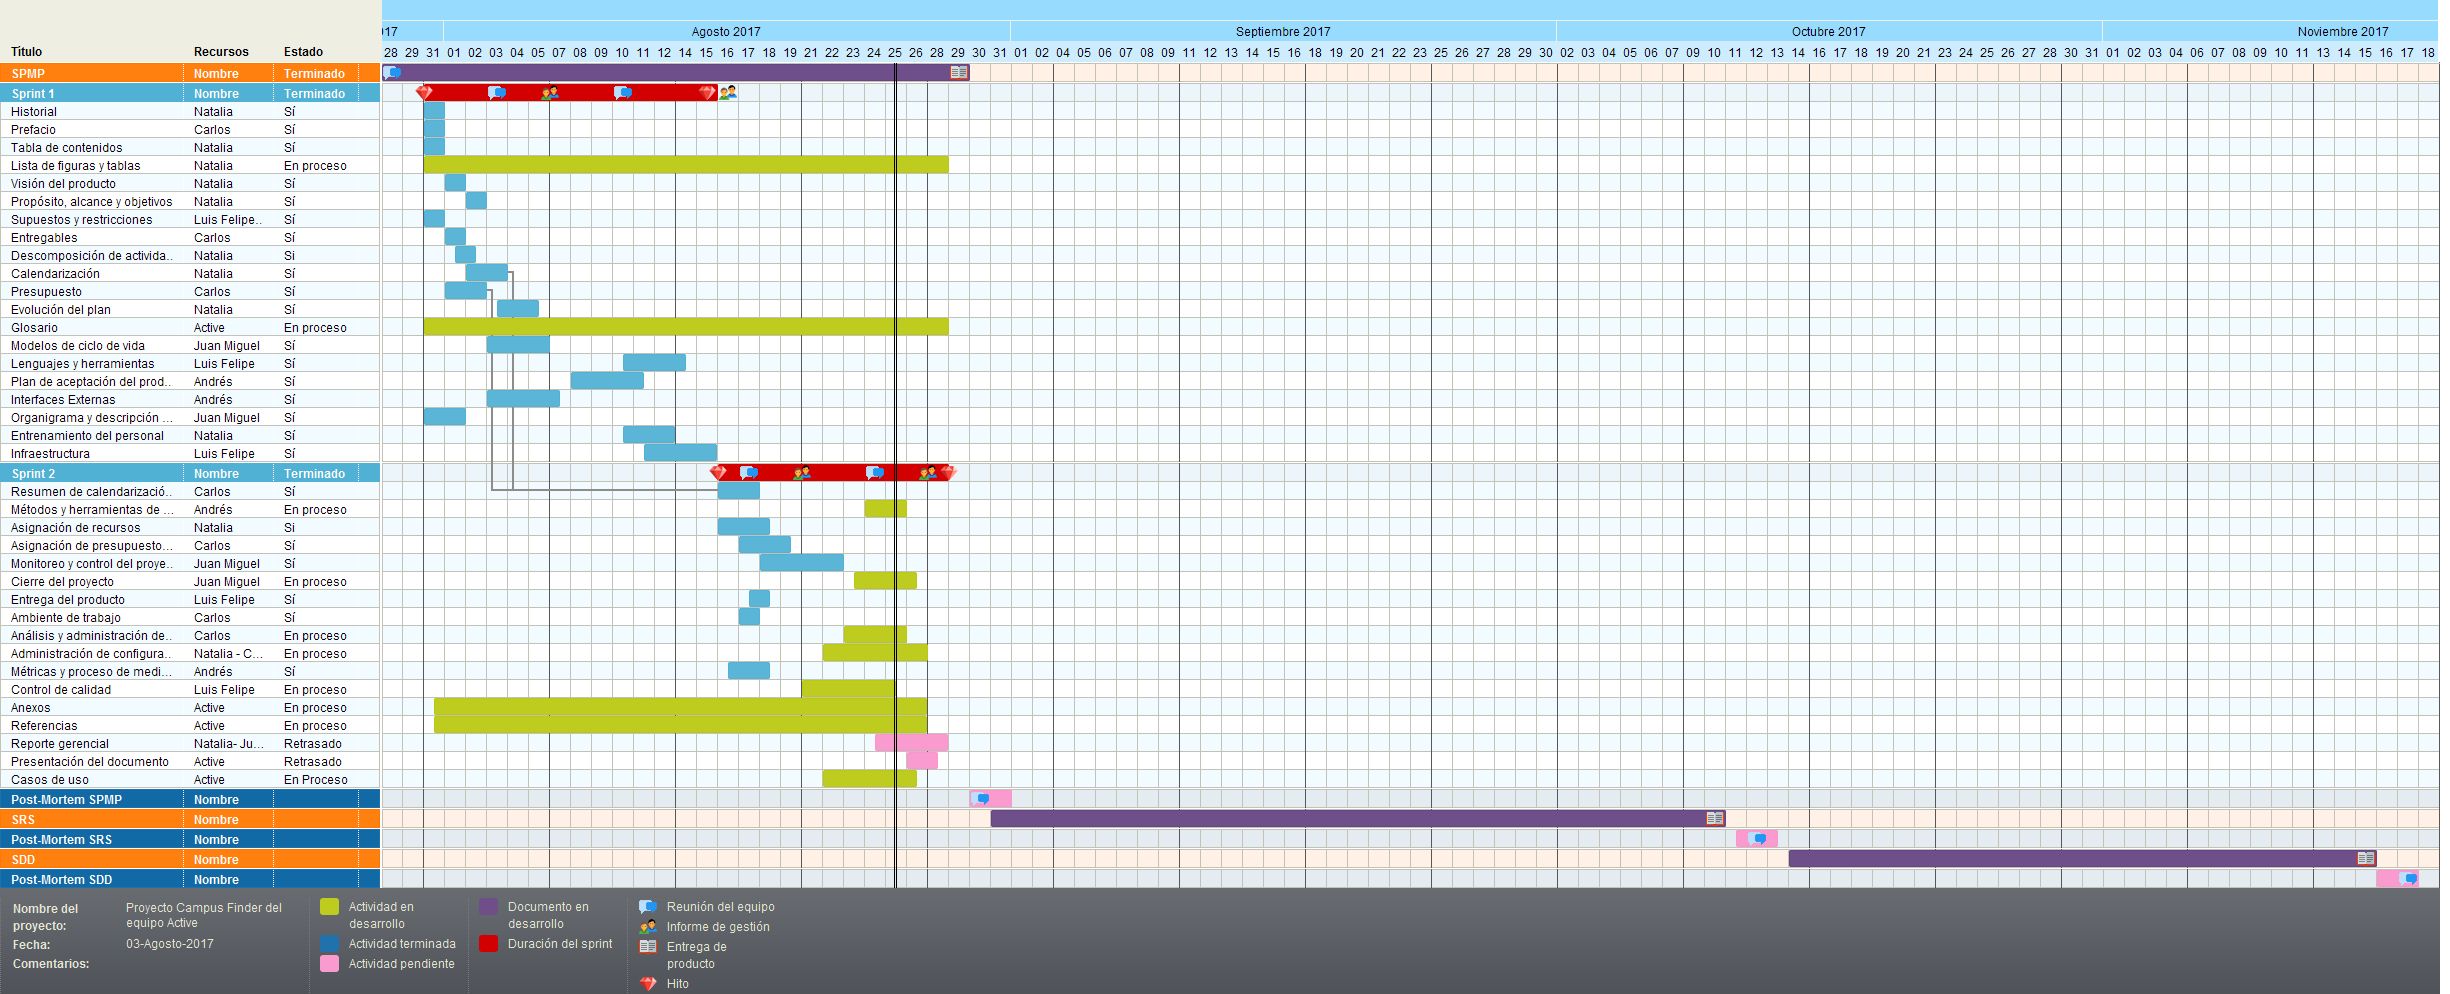 017 Agosto 2017 Septiembre 2017 Octubre 2017 Noviembre 2017
Título Recursos Estado 28 29 31 01 02 03 04 05 07 08 09 10 11 12 14 15 16 17 18 19 21 22 23 24 25 26 28 29 30 31 01 02 04 05 06 07 08 09 11 12 13 14 15 16 18 19 20 21 22 23 25 26 27 28 29 30 02 03 04 05 06 07 09 10 11 12 13 14 16 17 18 19 20 21 23 24 25 26 27 28 30 31 01 02 03 04 06 07 08 09 10 11 13 14 15 16 17 18
SPMP Nombre Terminado
Sprint 1 Nombre Terminado
Historial Natalia Sí
Prefacio Carlos Sí
Tabla de contenidos Natalia Sí
Lista de figuras y tablas Natalia En proceso
Visión del producto Natalia Sí
Propósito, alcance y objetivos Natalia Sí
Supuestos y restricciones Luis Felipe.. Sí
Entregables Carlos Sí
Descomposición de activida.. Natalia Si
Calendarización Natalia Sí
Presupuesto Carlos Sí
Evolución del plan Natalia Sí
Glosario Active En proceso
Modelos de ciclo de vida Juan Miguel Sí
Lenguajes y herramientas Luis Felipe Sí
Plan de aceptación del prod.. Andrés Sí
Interfaces Externas Andrés Sí
Organigrama y descripción ... Juan Miguel Sí
Entrenamiento del personal Natalia Sí
Infraestructura Luis Felipe Sí
Sprint 2 Nombre Terminado
Resumen de calendarizació.. Carlos Sí
Métodos y herramientas de ... Andrés En proceso
Asignación de recursos Natalia Si
Asignación de presupuesto... Carlos Sí
Monitoreo y control del proye.. Juan Miguel Sí
Cierre del proyecto Juan Miguel En proceso
Entrega del producto Luis Felipe Sí
Ambiente de trabajo Carlos Sí
Análisis y administración de.. Carlos En proceso
Administración de configura.. Natalia - C... En proceso
Métricas y proceso de medi... Andrés Sí
Control de calidad Luis Felipe En proceso
Anexos Active En proceso
Referencias Active En proceso
Reporte gerencial Natalia- Ju... Retrasado
Presentación del documento Active Retrasado
Casos de uso Active En Proceso
Post-Mortem SPMP Nombre
SRS Nombre
Post-Mortem SRS Nombre
SDD Nombre
Post-Mortem SDD Nombre
Nombre del proyecto: Proyecto Campus Finder del equipo Active
Fecha: 03-Agosto-2017
Comentarios:
Actividad en desarrollo
Actividad terminada
Actividad pendiente
Documento en desarrollo
Duración del sprint
Reunión del equipo
Informe de gestión
Entrega de producto
Hito